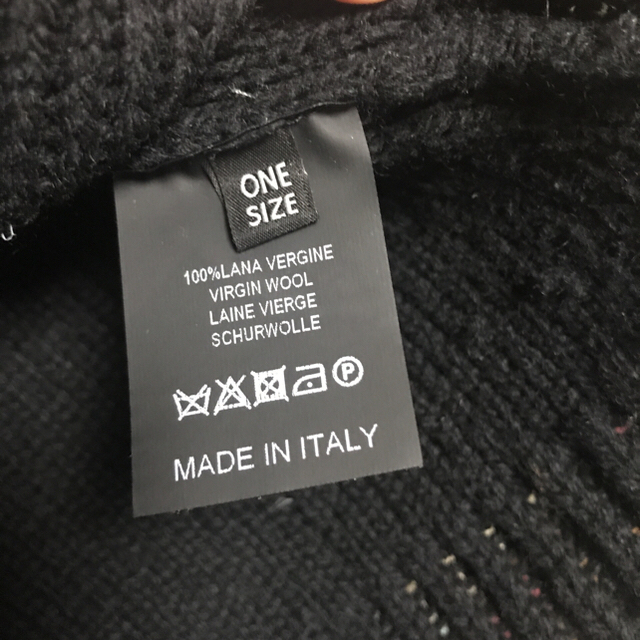 ONE
SIZE
100%LANA VERGINE
VIRGIN WOOL
LAINE VIERGE
SCHURWOLLE
P
MADE IN ITALY